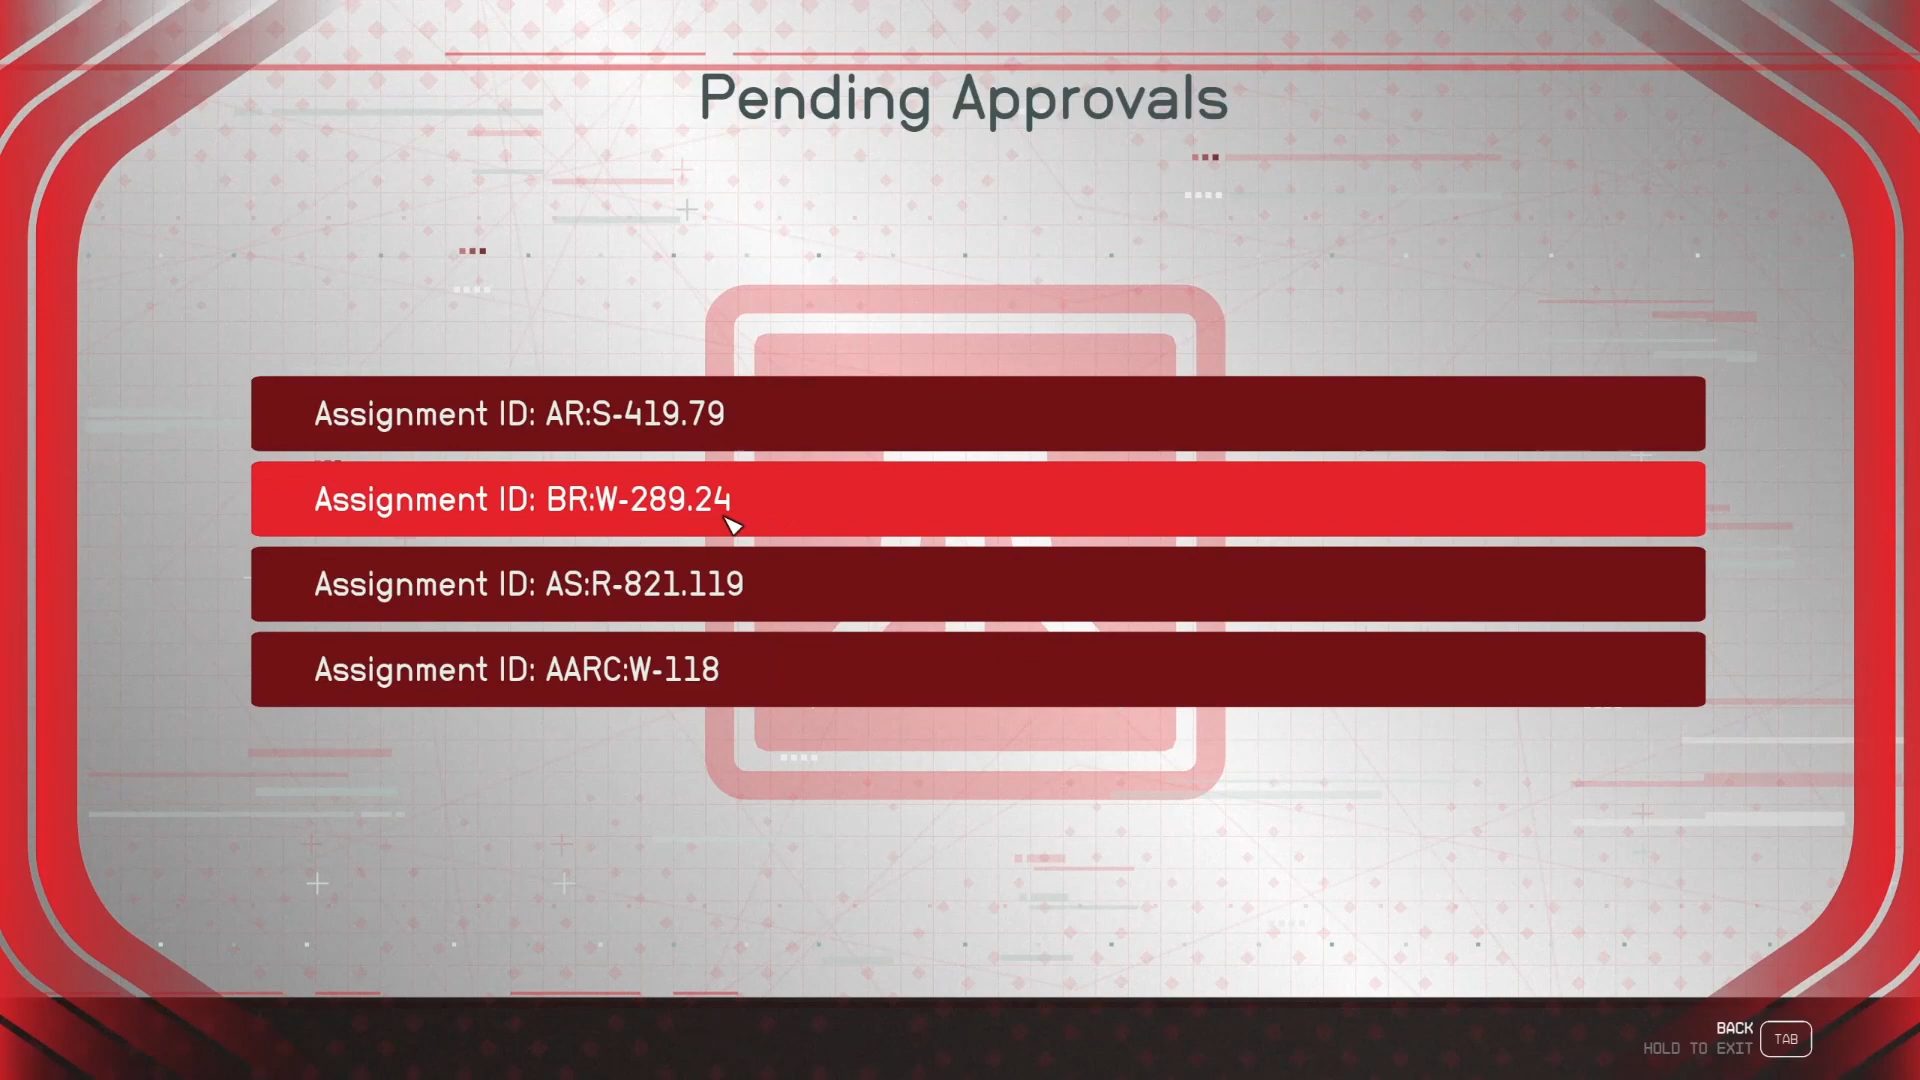 Pending Approvals
Assignment ID: AR:S-419.79
Assignment ID: BR:W-289.24
Assignment ID: AS:R-821.119
Assignment ID: AARC:W-118
BACK
HOLD TO EXIT
TAB